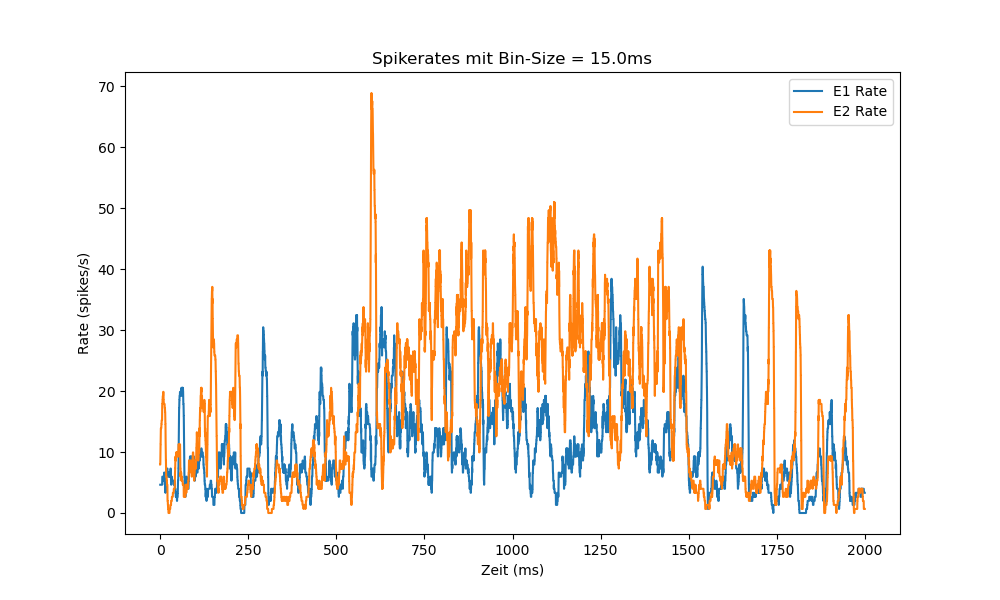 Spikerates mit Bin-Size = 15.0ms
E1 Rate
E2 Rate
70
60
50
40
30
20
10
0
Rate (spikes/s)
0 250 500 750 1000 1250 1500 1750 2000
Zeit (ms)